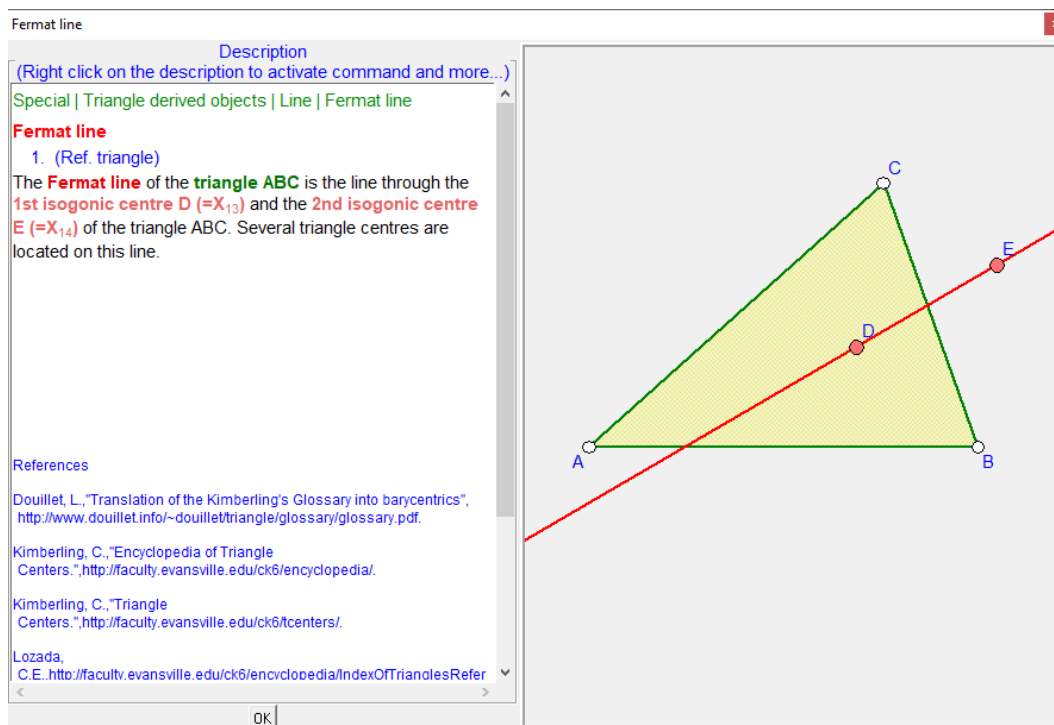 Fermat line
Description
(Right click on the description to activate command and more...)
Special | Triangle derived objects | Line | Fermat line
Fermat line
1. (Ref. triangle)
The Fermat line of the triangle ABC is the line through the
1st isogonic centre D (=X₁₃) and the 2nd isogonic centre
E (=X₁₄) of the triangle ABC. Several triangle centres are
located on this line.
References
Douillet, L.,"Translation of the Kimberling's Glossary into barycentrics",
http://www.douillet.info/~douillet/triangle/glossary/glossary.pdf.
Kimberling, C.,"Encyclopedia of Triangle
Centers.",http://faculty.evansville.edu/ck6/encyclopedia/.
Kimberling, C.,"Triangle
Centers.",http://faculty.evansville.edu/ck6/tcenters/.
Lozada,
C.E.,http://faculty.evansville.edu/ck6/encyclopedia/IndexOfTrianglesRefer
OK
C
E
D
A
B